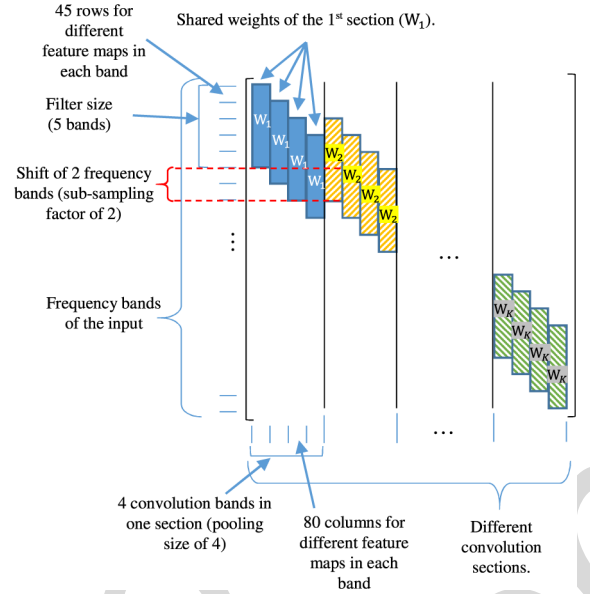 45 rows for
different
feature maps in
each band
Shared weights of the 1st section (W1).
Filter size
(5 bands)
Shift of 2 frequency
bands (sub-sampling
factor of 2)
Frequency bands
of the input
W1
W1
W1
W1
W2
W2
W2
W2
...
WK
WK
WK
WK
...
4 convolution bands in
one section (pooling
size of 4)
80 columns for
different feature
maps in each
band
Different
convolution
sections.